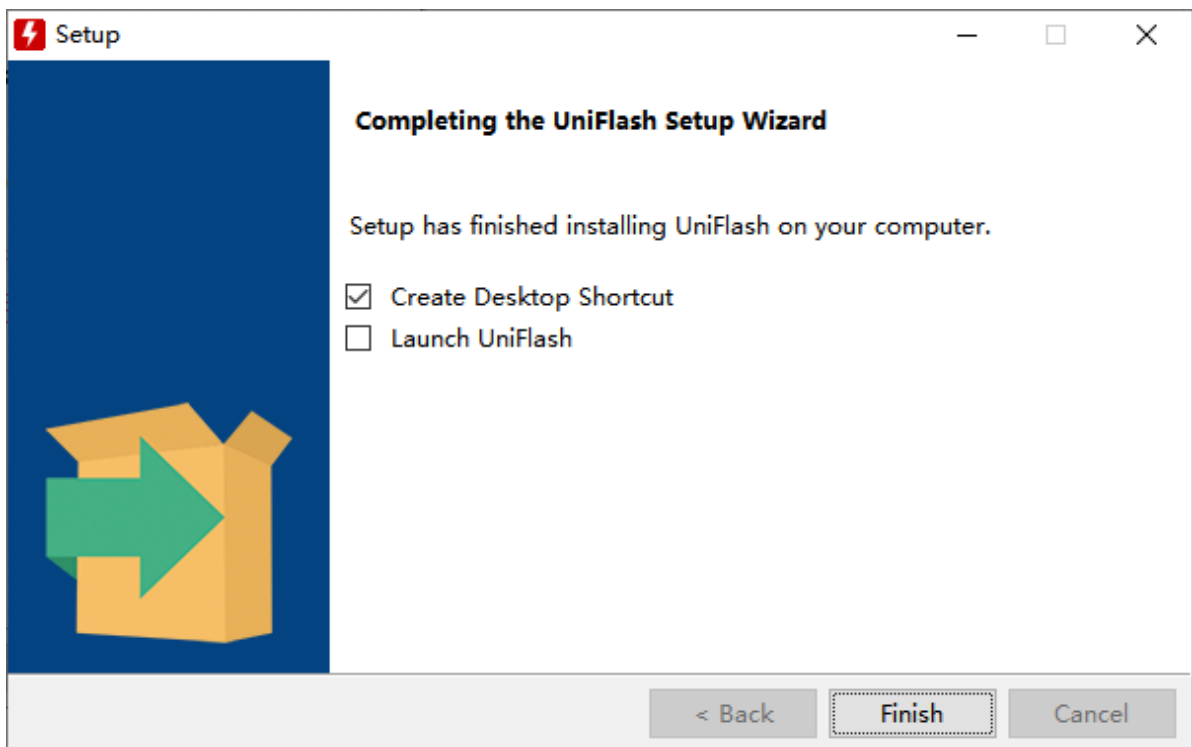 Setup
Completing the UniFlash Setup Wizard
Setup has finished installing UniFlash on your computer.
Create Desktop Shortcut
Launch UniFlash
< Back
Finish
Cancel